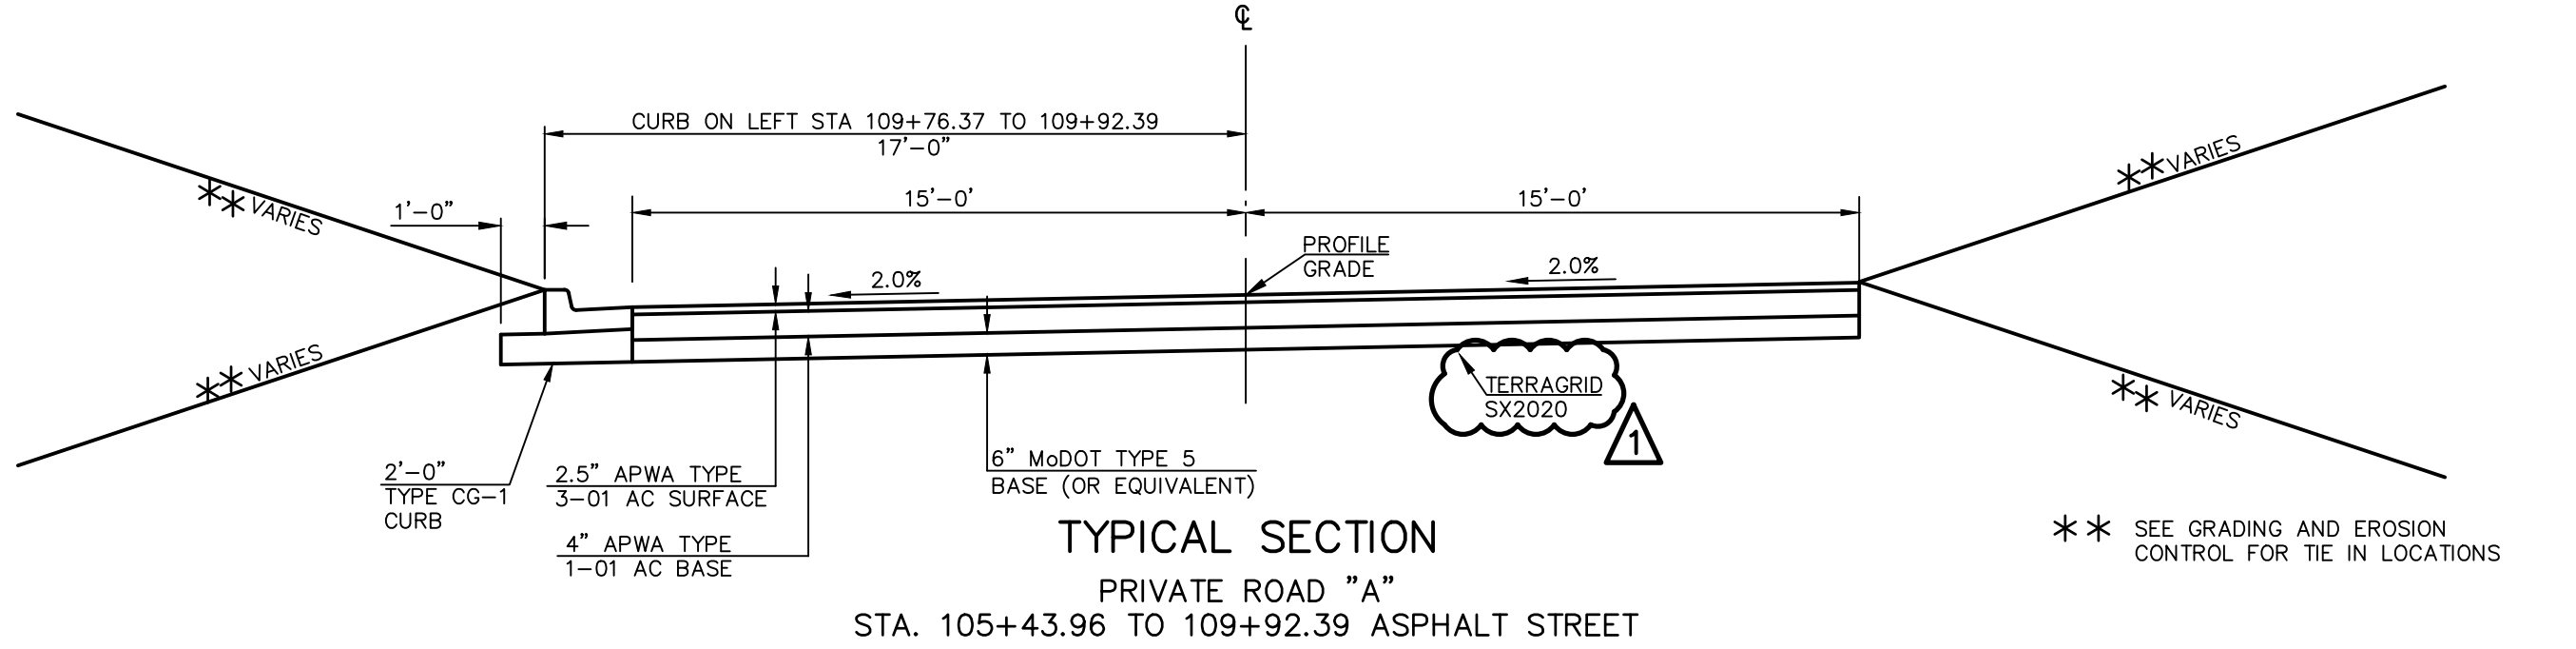 ℄
CURB ON LEFT STA 109+76.37 TO 109+92.39
17'-0"
15'-0'
15'-0'
1'-0"
** VARIES
** VARIES
2.0%
2.0%
PROFILE
GRADE
** VARIES
** VARIES
TERRAGRID
SX2020
1
2'-0"
TYPE CG-1
CURB
2.5" APWA TYPE
3-01 AC SURFACE
4" APWA TYPE
1-01 AC BASE
6" MoDOT TYPE 5
BASE (OR EQUIVALENT)
TYPICAL SECTION
PRIVATE ROAD "A"
STA. 105+43.96 TO 109+92.39 ASPHALT STREET
** SEE GRADING AND EROSION
CONTROL FOR TIE IN LOCATIONS